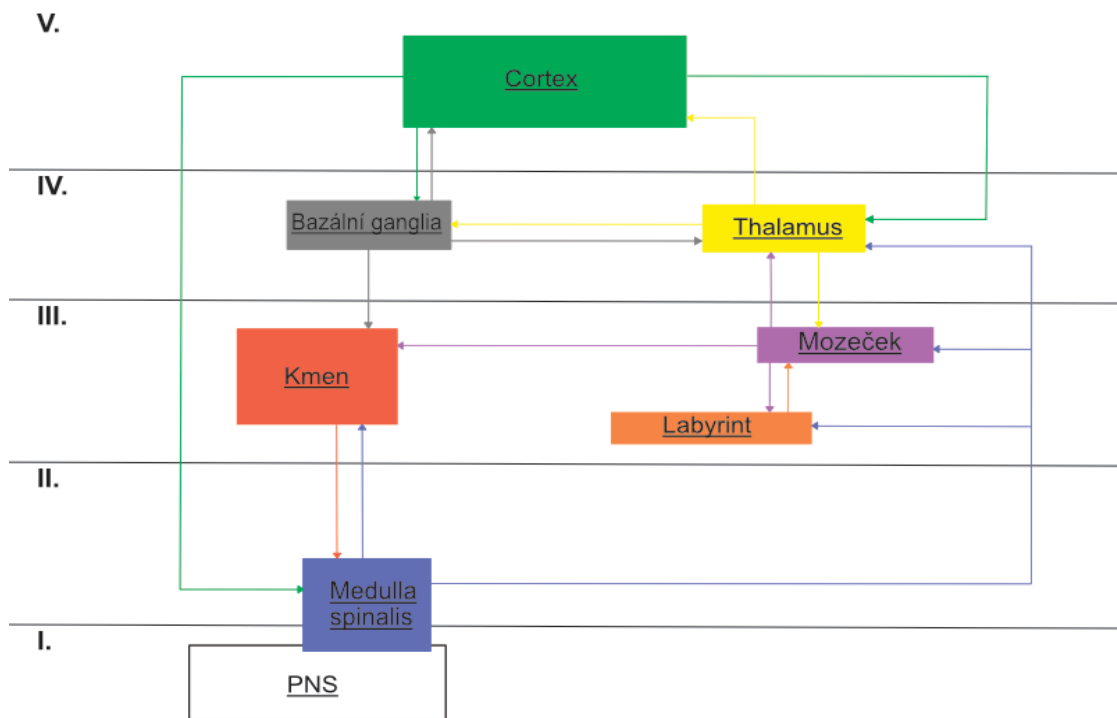 V.
Cortex
IV.
Bazální ganglia
Thalamus
III.
Kmen
Mozeček
Labyrint
II.
Medulla
spinalis
I.
PNS